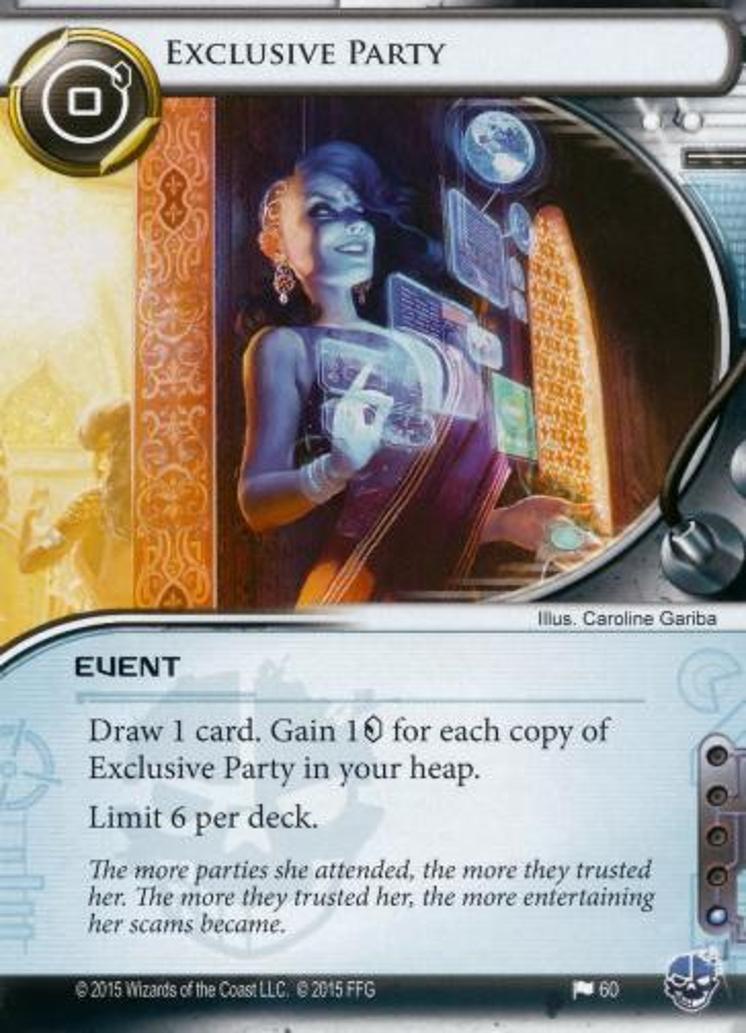 Exclusive Party
Illus. Caroline Gariba
EVENT
Draw 1 card. Gain 1 for each copy of
Exclusive Party in your heap.
Limit 6 per deck.
The more parties she attended, the more they trusted
her. The more they trusted her, the more entertaining
her scams became.
© 2015 Wizards of the Coast LLC. © 2015 FFG
60